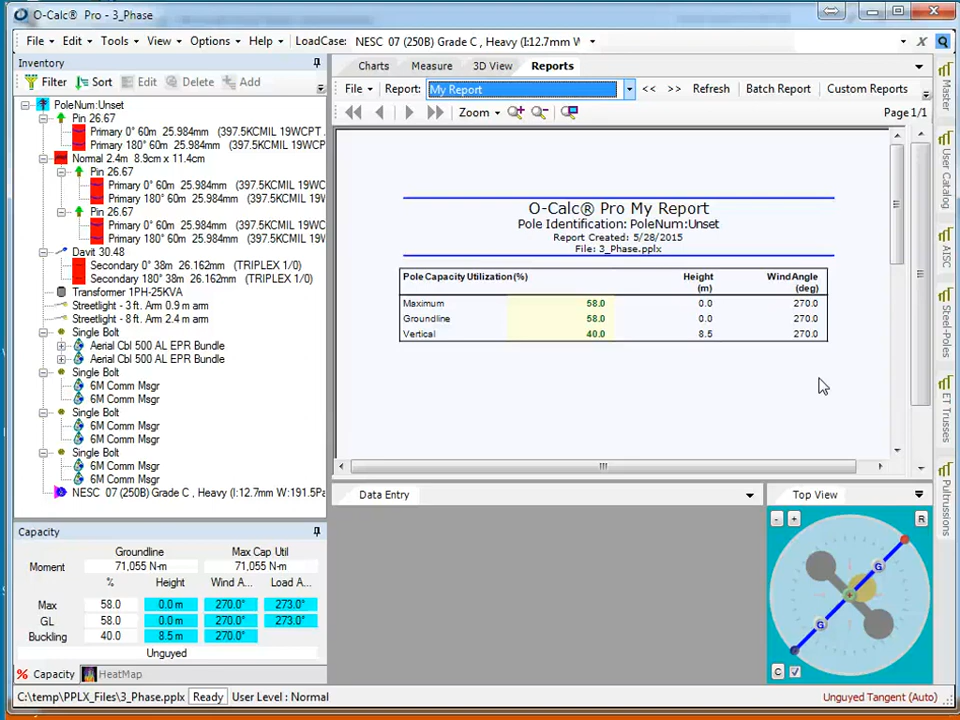 O-Calc® Pro - 3_Phase
File Edit Tools View Options Help LoadCase: NESC 07 (250B) Grade C , Heavy (I:12.7mm W
Inventory
Filter Sort Edit Delete Add
PoleNum:Unset
Pin 26.67
Primary 0° 60m 25.984mm (397.5KCMIL 19WCPT
Primary 180° 60m 25.984mm (397.5KCMIL 19WC
Normal 2.4m 8.9cm x 11.4cm
Pin 26.67
Primary 0° 60m 25.984mm (397.5KCMIL 19WCP
Primary 180° 60m 25.984mm (397.5KCMIL 19W
Pin 26.67
Primary 0° 60m 25.984mm (397.5KCMIL 19WCP
Primary 180° 60m 25.984mm (397.5KCMIL 19W
Davit 30.48
Secondary 0° 38m 26.162mm (TRIPLEX 1/0)
Secondary 180° 38m 26.162mm (TRIPLEX 1/0)
Transformer 1PH-25KVA
Streetlight - 3 ft. Arm 0.9 m arm
Streetlight - 8 ft. Arm 2.4 m arm
Single Bolt
Aerial Cbl 500 AL EPR Bundle
Aerial Cbl 500 AL EPR Bundle
Single Bolt
6M Comm Msgr
6M Comm Msgr
Single Bolt
6M Comm Msgr
6M Comm Msgr
Single Bolt
6M Comm Msgr
6M Comm Msgr
NESC 07 (250B) Grade C, Heavy (I:12.7mm W:191.5Pa
Capacity
Groundline Max Cap Util
Moment 71,055 N-m 71,055 N-m
% Height Wind A... Load A...
Max 58.0 0.0 m 270.0° 273.0°
GL 58.0 0.0 m 270.0° 273.0°
Buckling 40.0 8.5 m 270.0°
Unguyed
% Capacity HeatMap
Charts Measure 3D View Reports
File Report: My Report << >> Refresh Batch Report Custom Reports
Zoom Page1/1
O-Calc® Pro My Report
Pole Identification: PoleNum:Unset
Report Created: 5/28/2015
File: 3_Phase.pplx
Pole Capacity Utilization(%) Height (m) Wind Angle (deg)
Maximum 58.0 0.0 270.0
Groundline 58.0 0.0 270.0
Vertical 40.0 8.5 270.0
Data Entry
Top View
- + R
G
G
C
Master
User Catalog
AISC
Steel-Poles
ET Trusses
Pultrussions
C:\temp\PPLX_Files\3_Phase.pplx Ready User Level : Normal Unguyed Tangent (Auto)